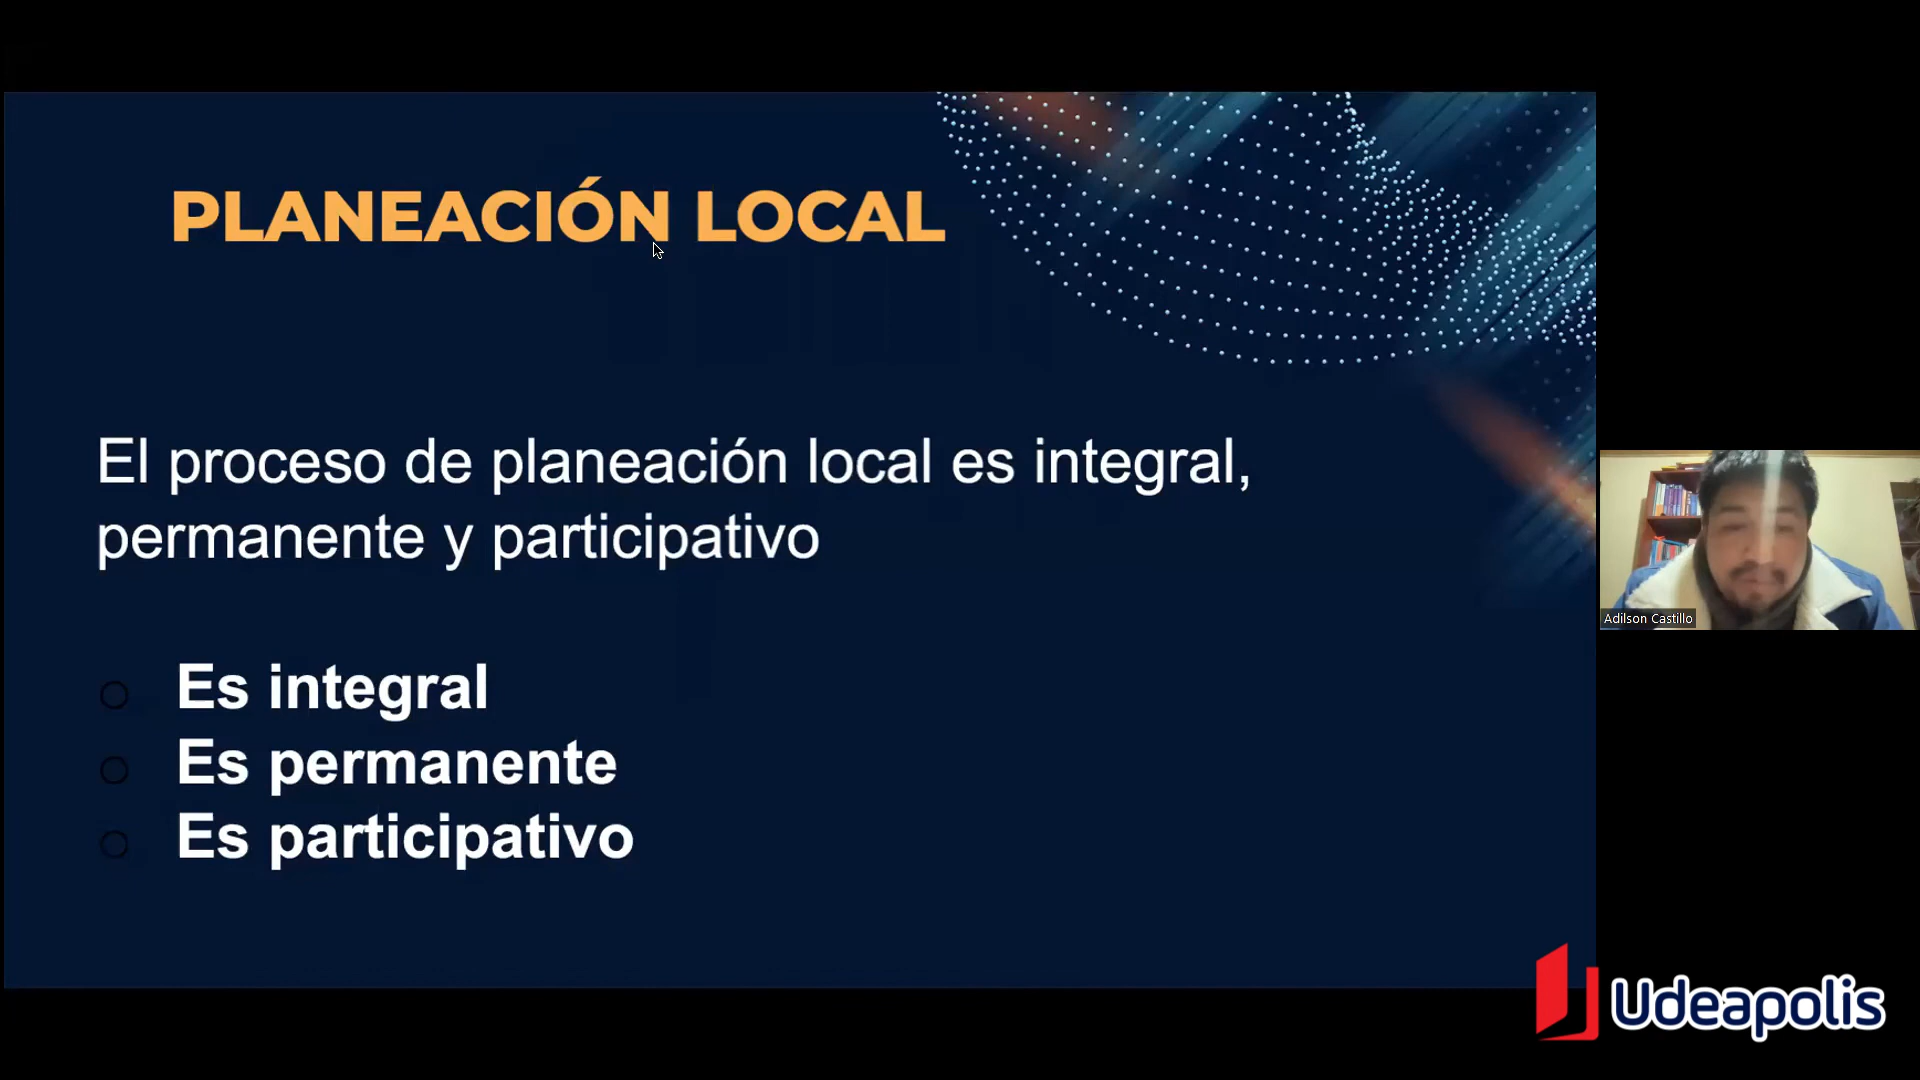 PLANEACIÓN LOCAL
El proceso de planeación local es integral,
permanente y participativo
Es integral
Es permanente
Es participativo
Adilson Castillo
Udeapolis